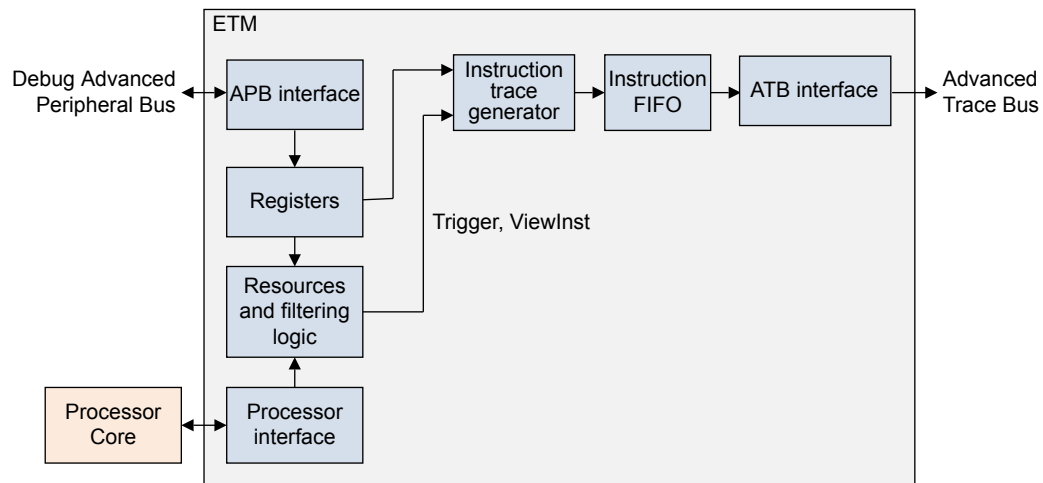 ETM
Debug Advanced
Peripheral Bus
APB interface
Instruction
trace
generator
Instruction
FIFO
ATB interface
Advanced
Trace Bus
Registers
Trigger, ViewInst
Resources
and filtering
logic
Processor
Core
Processor
interface